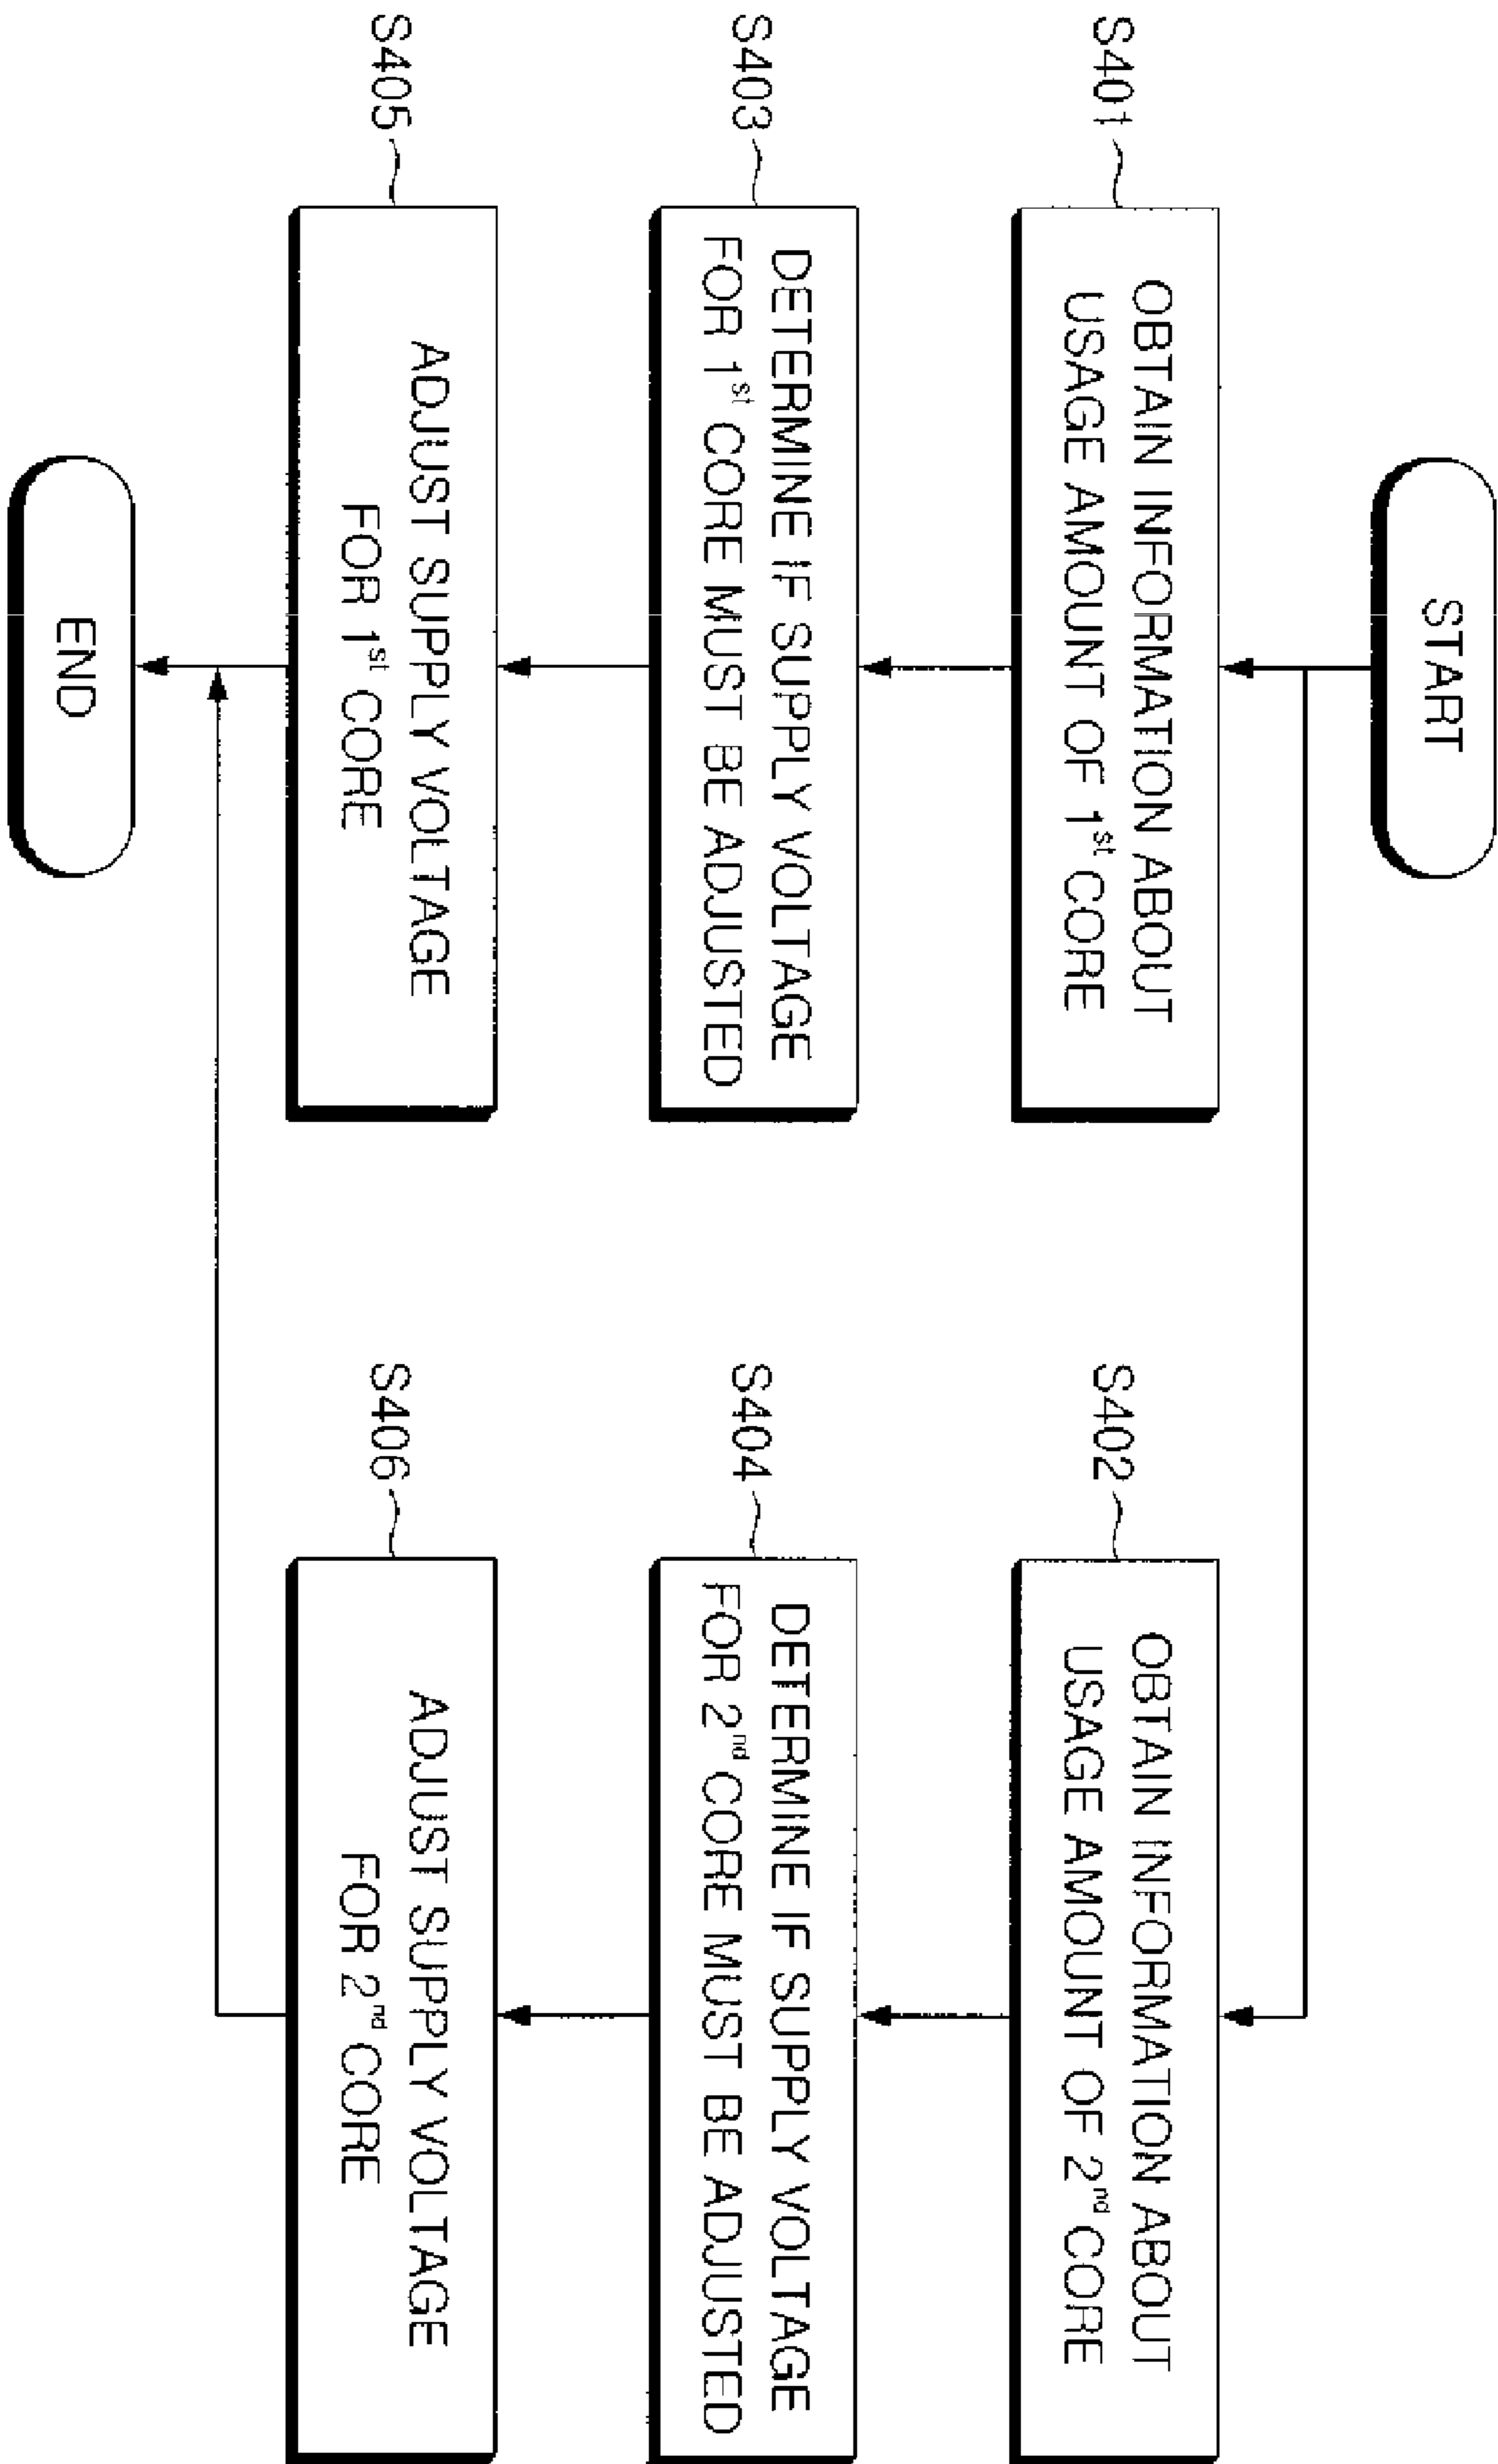 START
S401
OBTAIN INFORMATION ABOUT
USAGE AMOUNT OF 1st CORE
S402
OBTAIN INFORMATION ABOUT
USAGE AMOUNT OF 2nd CORE
S403
DETERMINE IF SUPPLY VOLTAGE
FOR 1st CORE MUST BE ADJUSTED
S404
DETERMINE IF SUPPLY VOLTAGE
FOR 2nd CORE MUST BE ADJUSTED
S405
ADJUST SUPPLY VOLTAGE
FOR 1st CORE
S406
ADJUST SUPPLY VOLTAGE
FOR 2nd CORE
END